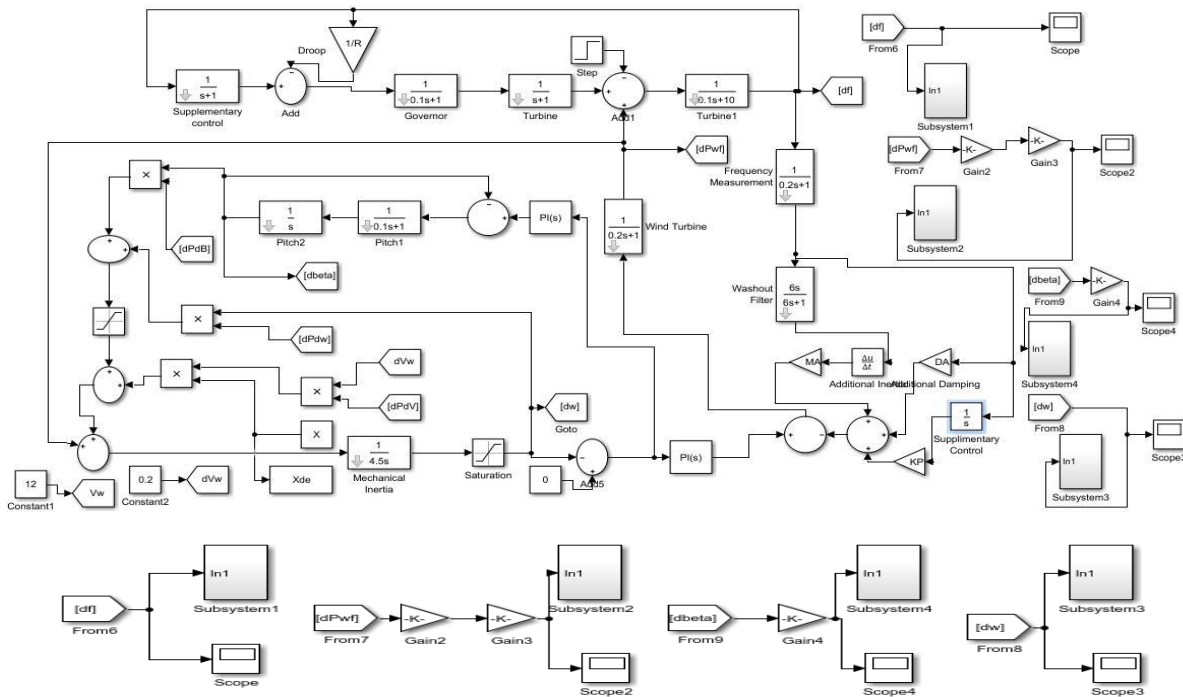 1/R
Droop
1
s+1
Supplementary
control
Add
1
0.1s+1
Governor
1
s+1
Turbine
Step
Add1
1
0.1s+10
Turbine1
[df]
[df]
From6
Scope
In1
Subsystem1
[dPwf]
From7
-K-
Gain2
-K-
Gain3
Scope2
In1
Subsystem2
[dPwf]
Frequency
Measurement
1
0.2s+1
×
1
s
Pitch2
1
0.1s+1
Pitch1
PI(s)
1
0.2s+1
Wind Turbine
[dPdB]
[dbeta]
Washout
Filter
6s
6s+1
[dbeta]
From9
-K-
Gain4
Scope4
In1
Subsystem4
×
[dPdw]
MA
Δu
Δt
Additional Inertia
DA
Additional Damping
×
×
dVw
[dPdV]
[dw]
Goto
1
s
Supplimentary
Control
[dw]
From8
Scope3
In1
Subsystem3
X
Xde
1
4.5s
Mechanical
Inertia
Saturation
0
Add5
PI(s)
KP
12
Constant1
Vw
0.2
Constant2
dVw
[df]
From6
In1
Subsystem1
Scope
[dPwf]
From7
-K-
Gain2
-K-
Gain3
In1
Subsystem2
Scope2
[dbeta]
From9
-K-
Gain4
In1
Subsystem4
Scope4
[dw]
From8
In1
Subsystem3
Scope3